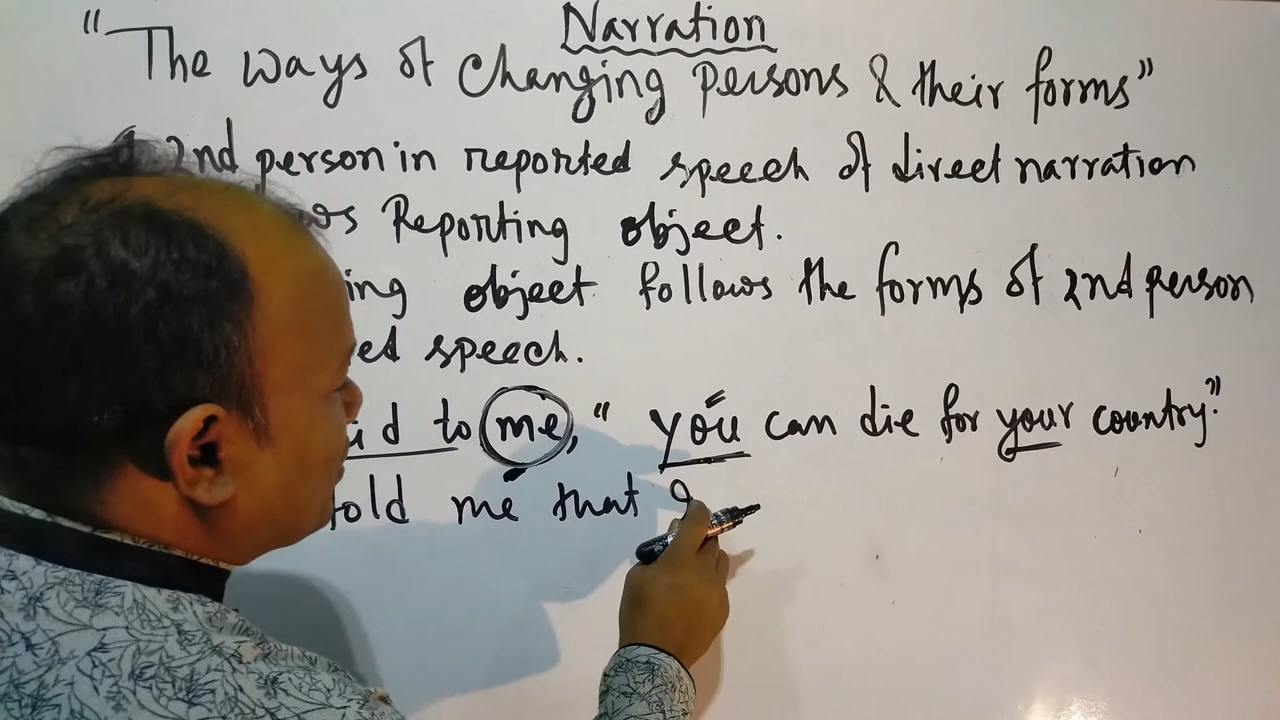 Narration
"The ways of changing persons & their forms"
2nd person in reported speech of direct narration
Reporting object.
object follows the forms of 2nd person
speech.
to me, "you can die for your country."
told me that